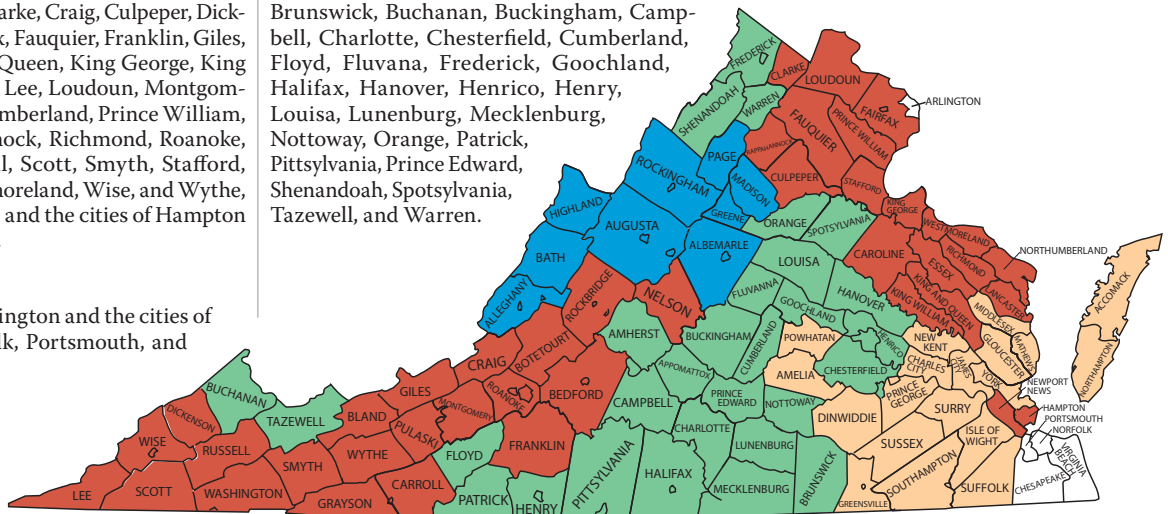 arke, Craig, Culpeper, Dick-
x, Fauquier, Franklin, Giles,
Queen, King George, King
Lee, Loudoun, Montgom-
mberland, Prince William,
nock, Richmond, Roanoke,
ll, Scott, Smyth, Stafford,
moreland, Wise, and Wythe,
and the cities of Hampton
ington and the cities of
lk, Portsmouth, and
Brunswick, Buchanan, Buckingham, Camp-
bell, Charlotte, Chesterfield, Cumberland,
Floyd, Fluvana, Frederick, Goochland,
Halifax, Hanover, Henrico, Henry,
Louisa, Lunenburg, Mecklenburg,
Nottoway, Orange, Patrick,
Pittsylvania, Prince Edward,
Shenandoah, Spotsylvania,
Tazewell, and Warren.
FREDERICK
CLARKE
LOUDOUN
SHENANDOAH
WARREN
FAUQUIER
PRINCE WILLIAM
FAIRFAX
ARLINGTON
ROCKINGHAM
PAGE
RAPPAHANNOCK
MADISON
CULPEPER
STAFFORD
HIGHLAND
AUGUSTA
GREENE
ORANGE
SPOTSYLVANIA
KING
GEORGE
WESTMORELAND
NORTHUMBERLAND
BATH
ALBEMARLE
LOUISA
CAROLINE
ESSEX
RICHMOND
LANCASTER
ACCOMACK
ALLEGHANY
ROCKBRIDGE
NELSON
FLUVANNA
GOOCHLAND
HANOVER
KING AND QUEEN
KING WILLIAM
MIDDLESEX
MATHEWS
GLOUCESTER
NORTHAMPTON
CRAIG
BOTETOURT
AMHERST
BUCKINGHAM
CUMBERLAND
POWHATAN
HENRICO
NEW
KENT
CHARLES
CITY
JAMES
CITY
YORK
NEWPORT
NEWS
BUCHANAN
GILES
ROANOKE
BEDFORD
APPOMATTOX
AMELIA
CHESTERFIELD
PRINCE
GEORGE
HAMPTON
PORTSMOUTH
NORFOLK
DICKENSON
TAZEWELL
BLAND
MONTGOMERY
CAMPBELL
PRINCE
EDWARD
NOTTOWAY
DINWIDDIE
SURRY
ISLE OF
WIGHT
VIRGINIA
BEACH
CHESAPEAKE
WISE
RUSSELL
SMYTH
WYTHE
PULASKI
FLOYD
FRANKLIN
CHARLOTTE
LUNENBURG
SUSSEX
LEE
SCOTT
WASHINGTON
GRAYSON
CARROLL
PATRICK
HENRY
PITTSYLVANIA
HALIFAX
MECKLENBURG
BRUNSWICK
GREENSVILLE
SOUTHAMPTON
SUFFOLK